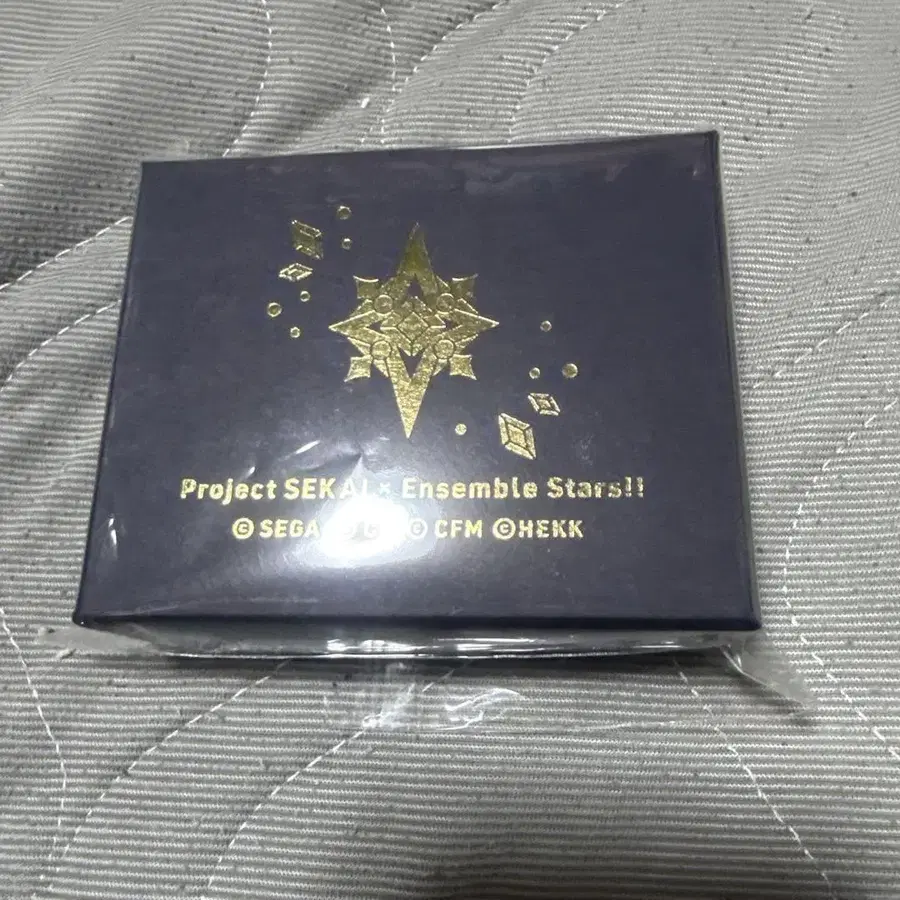 Project SEKAI × Ensemble Stars!!
© SEGA © CFM © HEKK